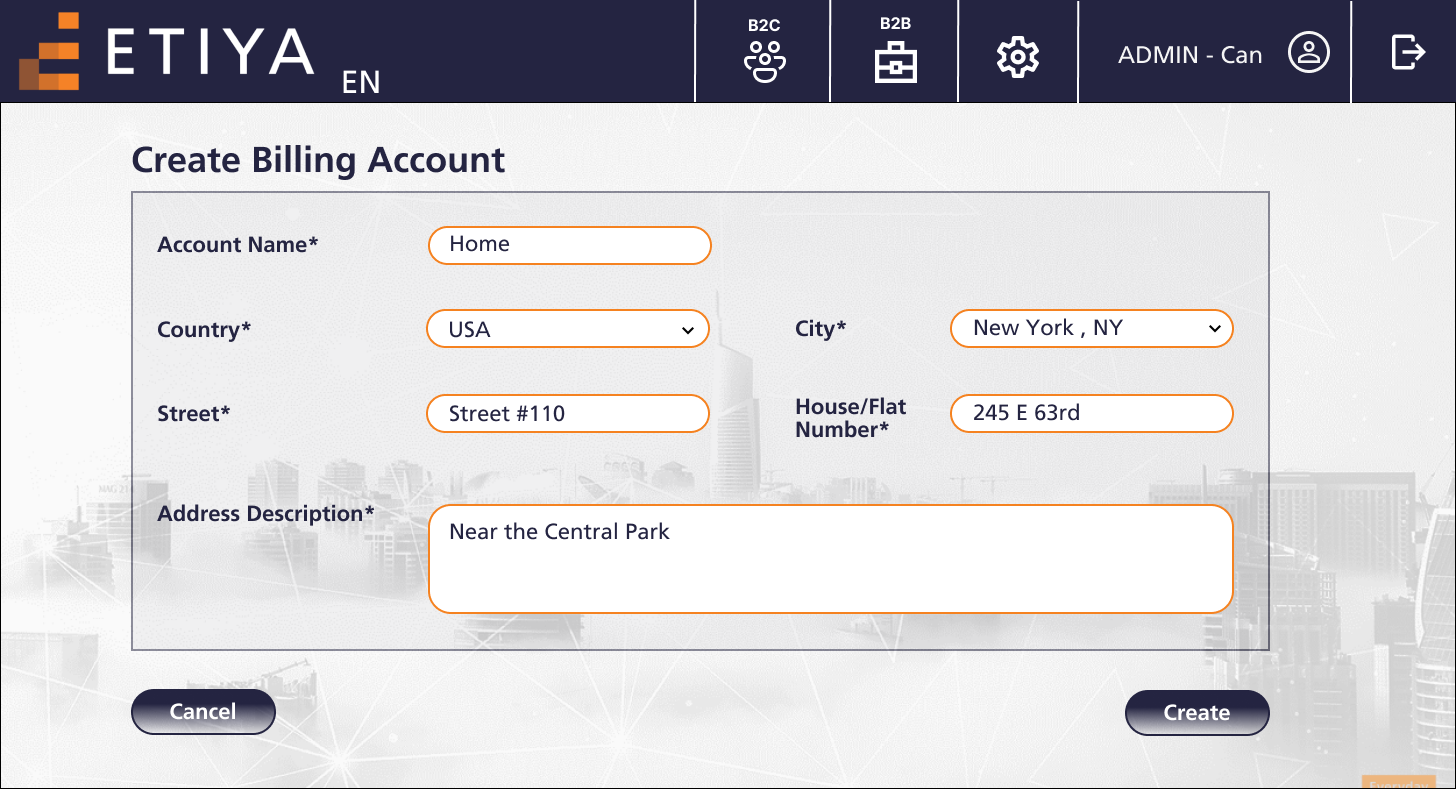 ETIYA
EN
B2C
B2B
ADMIN - Can
Create Billing Account
Account Name*
Home
Country*
USA
City*
New York , NY
Street*
Street #110
House/Flat
Number*
245 E 63rd
Address Description*
Near the Central Park
Cancel
Create
Everyday